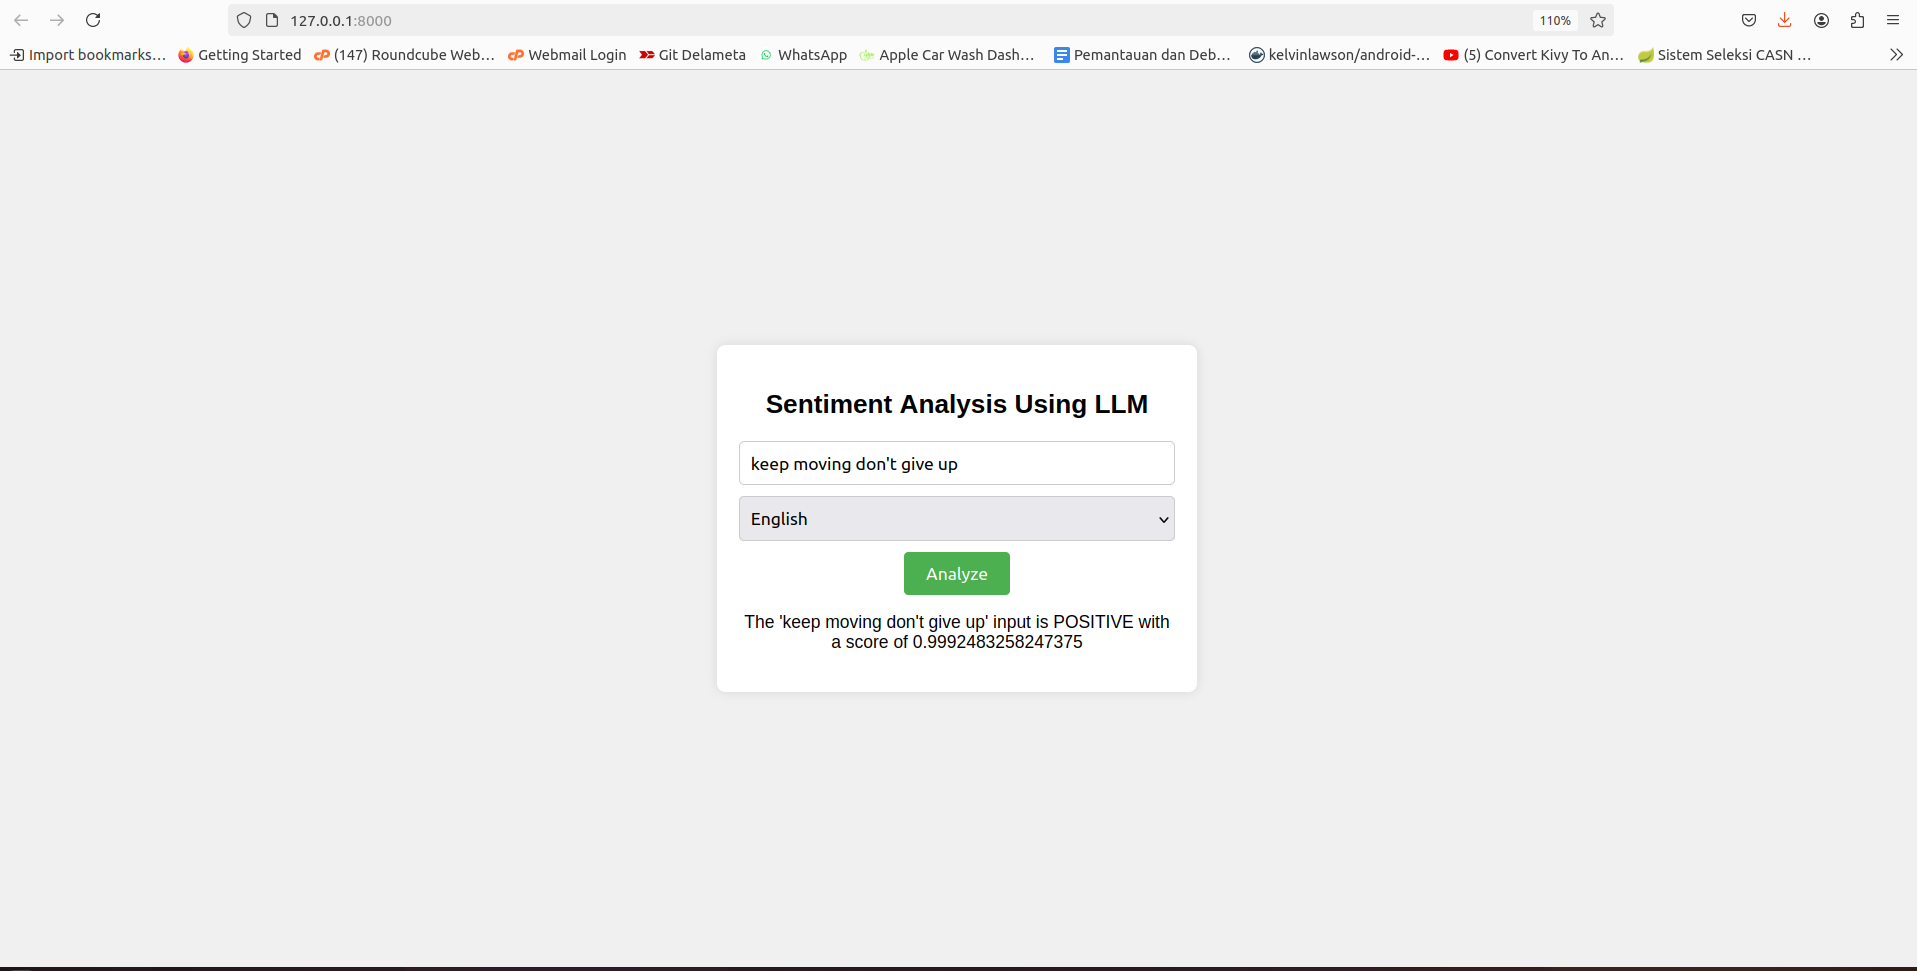 127.0.0.1:8000
110%
Import bookmarks… Getting Started (147) Roundcube Web… Webmail Login Git Delameta WhatsApp Apple Car Wash Dash… Pemantauan dan Deb… kelvinlawson/android-… (5) Convert Kivy To An… Sistem Seleksi CASN …
Sentiment Analysis Using LLM
keep moving don't give up
English
Analyze
The 'keep moving don't give up' input is POSITIVE with
a score of 0.9992483258247375